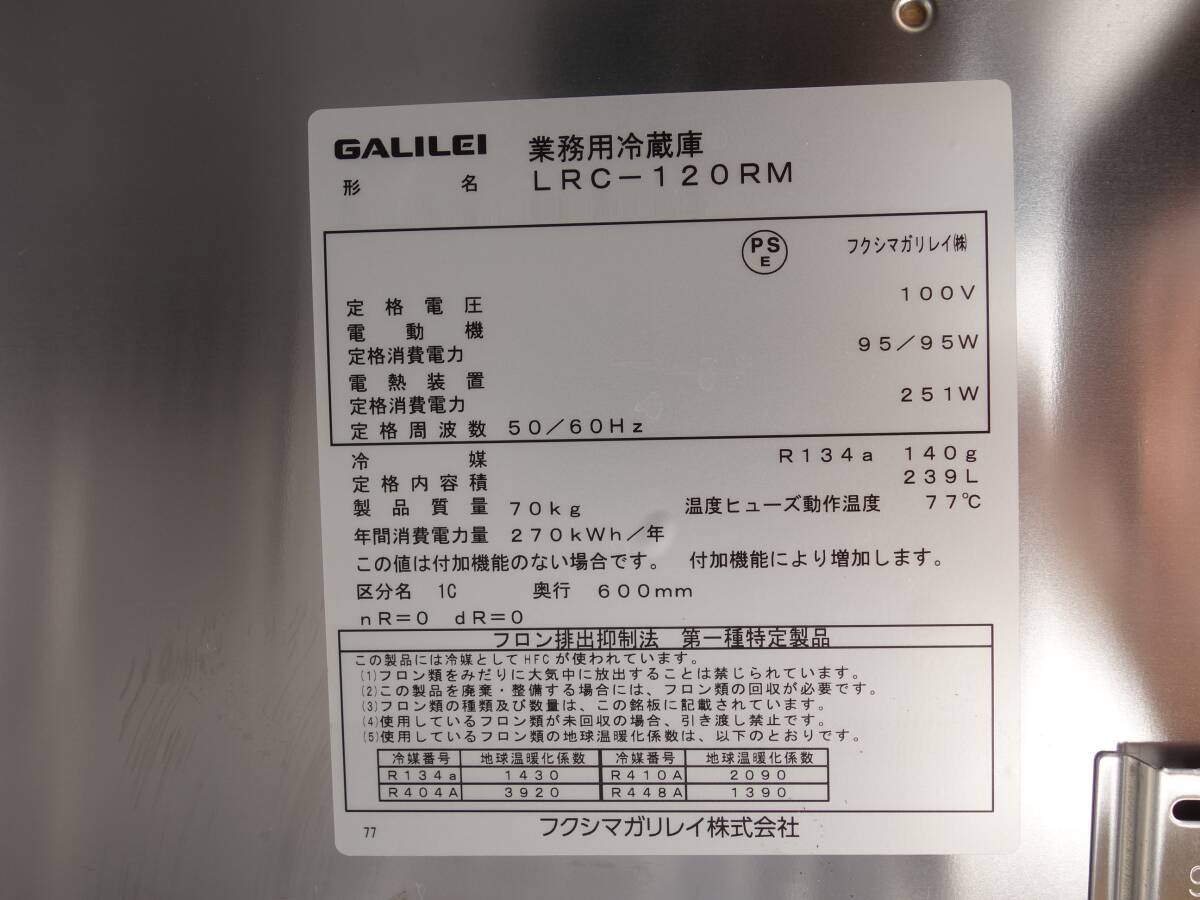 GALILEI 業務用冷蔵庫
形名 LRC-120RM
PSE フクシマガリレイ㈱
定格電圧 100V
電動機
定格消費電力 95/95W
電熱装置
定格消費電力 251W
定格周波数 50/60Hz
冷媒 R134a 140g
定格内容積 239L
製品質量 70kg 温度ヒューズ動作温度 77℃
年間消費電力量 270kWh/年
この値は付加機能のない場合です。 付加機能により増加します。
区分名 1C 奥行 600mm
nR=0 dR=0
フロン排出抑制法 第一種特定製品
この製品には冷媒としてHFCが使われています。
(1)フロン類をみだりに大気中に放出することは禁じられています。
(2)この製品を廃棄・整備する場合には、フロン類の回収が必要です。
(3)フロン類の種類及び数量は、この銘板に記載されています。
(4)使用しているフロン類が未回収の場合、引き渡し禁止です。
(5)使用しているフロン類の地球温暖化係数は、以下のとおりです。
冷媒番号 地球温暖化係数 冷媒番号 地球温暖化係数
R134a 1430 R410A 2090
R404A 3920 R448A 1390
77 フクシマガリレイ株式会社